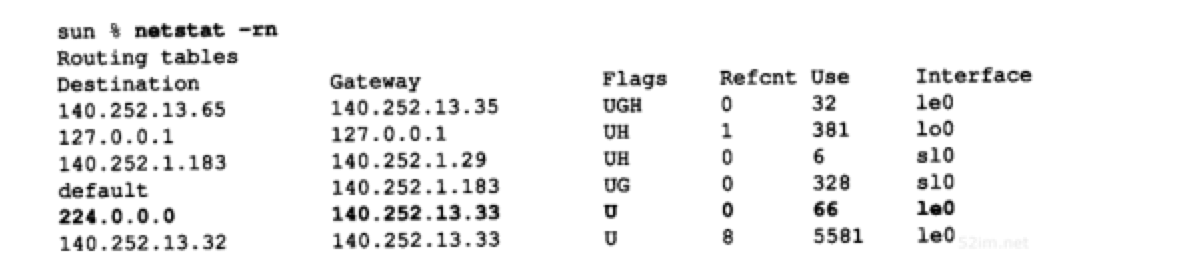 sun % netstat -rn
Routing tables
Destination Gateway Flags Refcnt Use Interface
140.252.13.65 140.252.13.35 UGH 0 32 le0
127.0.0.1 127.0.0.1 UH 1 381 lo0
140.252.1.183 140.252.1.29 UH 0 6 sl0
default 140.252.1.183 UG 0 328 sl0
224.0.0.0 140.252.13.33 U 0 66 le0
140.252.13.32 140.252.13.33 U 8 5581 le0
52im.net